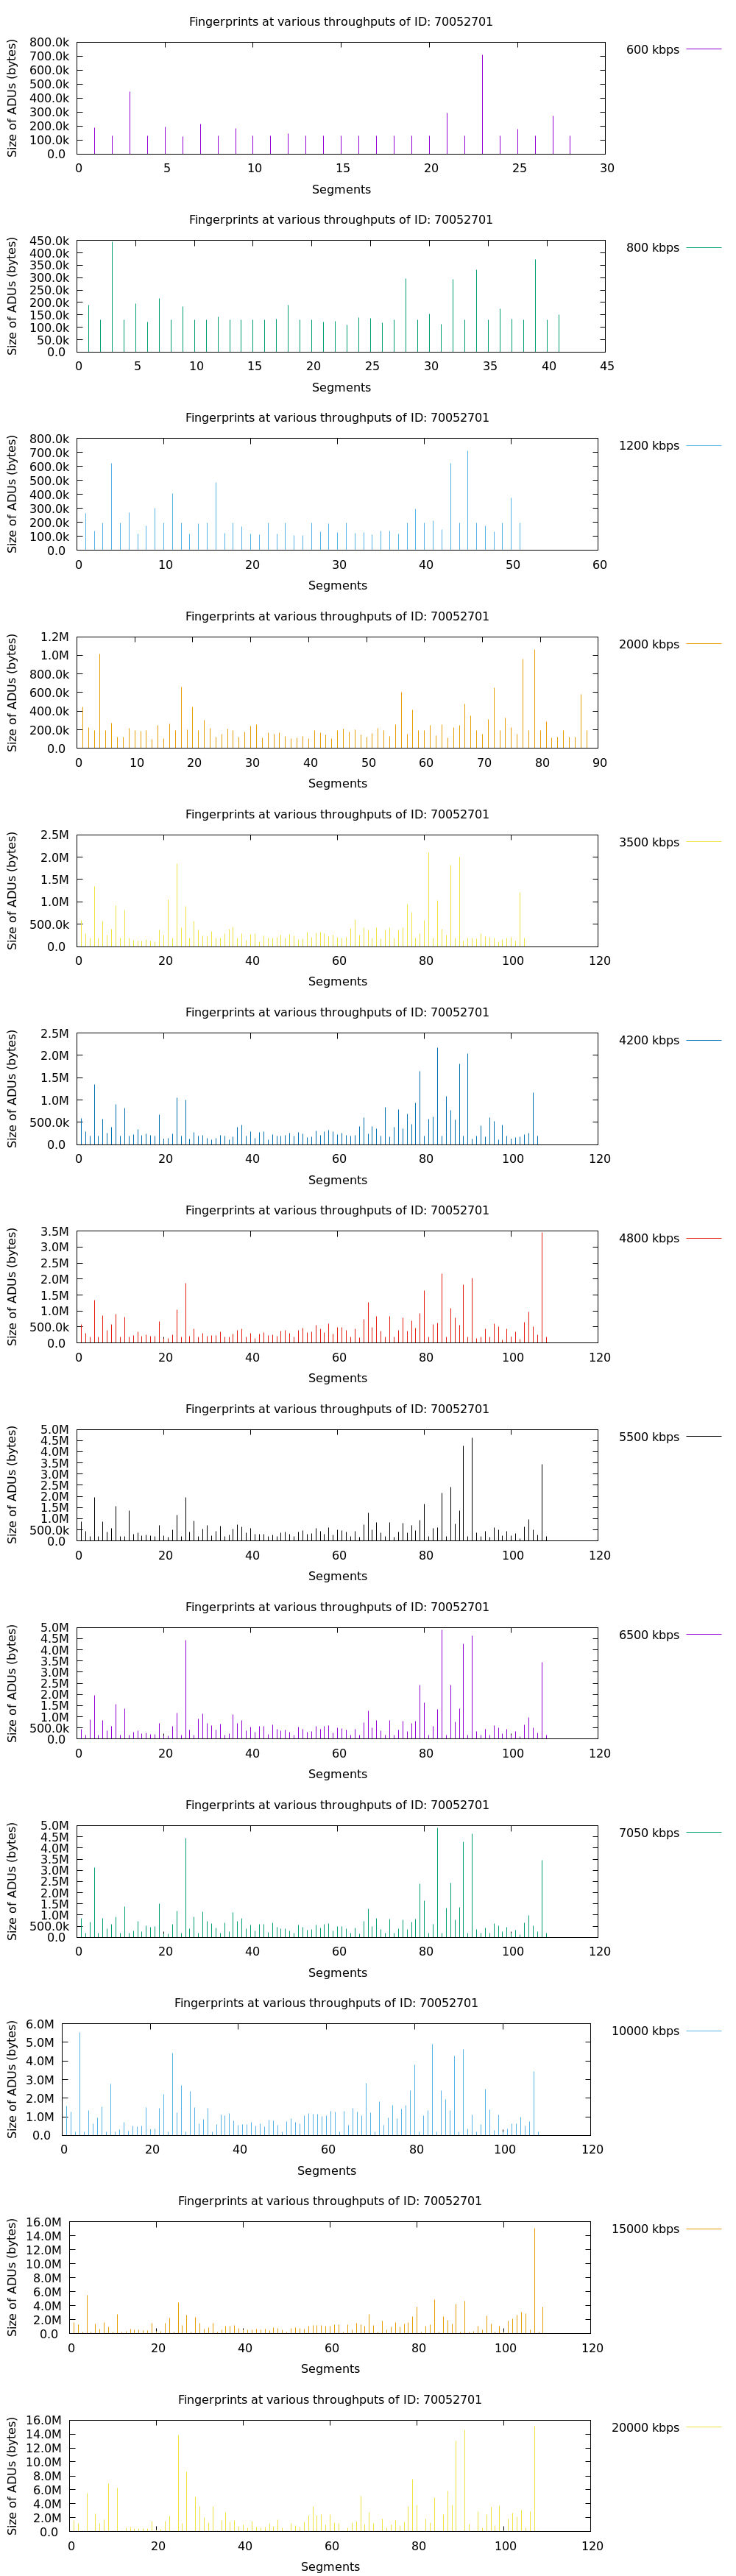 Fingerprints at various throughputs of ID: 70052701
800.0k 600 kbps
700.0k
600.0k
500.0k
400.0k
300.0k
200.0k
100.0k
0.0
Size of ADUs (bytes)
0 5 10 15 20 25 30
Segments
Fingerprints at various throughputs of ID: 70052701
450.0k 800 kbps
400.0k
350.0k
300.0k
250.0k
200.0k
150.0k
100.0k
50.0k
0.0
Size of ADUs (bytes)
0 5 10 15 20 25 30 35 40 45
Segments
Fingerprints at various throughputs of ID: 70052701
800.0k 1200 kbps
700.0k
600.0k
500.0k
400.0k
300.0k
200.0k
100.0k
0.0
Size of ADUs (bytes)
0 10 20 30 40 50 60
Segments
Fingerprints at various throughputs of ID: 70052701
1.2M 2000 kbps
1.0M
800.0k
600.0k
400.0k
200.0k
0.0
Size of ADUs (bytes)
0 10 20 30 40 50 60 70 80 90
Segments
Fingerprints at various throughputs of ID: 70052701
2.5M 3500 kbps
2.0M
1.5M
1.0M
500.0k
0.0
Size of ADUs (bytes)
0 20 40 60 80 100 120
Segments
Fingerprints at various throughputs of ID: 70052701
2.5M 4200 kbps
2.0M
1.5M
1.0M
500.0k
0.0
Size of ADUs (bytes)
0 20 40 60 80 100 120
Segments
Fingerprints at various throughputs of ID: 70052701
3.5M 4800 kbps
3.0M
2.5M
2.0M
1.5M
1.0M
500.0k
0.0
Size of ADUs (bytes)
0 20 40 60 80 100 120
Segments
Fingerprints at various throughputs of ID: 70052701
5.0M 5500 kbps
4.5M
4.0M
3.5M
3.0M
2.5M
2.0M
1.5M
1.0M
500.0k
0.0
Size of ADUs (bytes)
0 20 40 60 80 100 120
Segments
Fingerprints at various throughputs of ID: 70052701
5.0M 6500 kbps
4.5M
4.0M
3.5M
3.0M
2.5M
2.0M
1.5M
1.0M
500.0k
0.0
Size of ADUs (bytes)
0 20 40 60 80 100 120
Segments
Fingerprints at various throughputs of ID: 70052701
5.0M 7050 kbps
4.5M
4.0M
3.5M
3.0M
2.5M
2.0M
1.5M
1.0M
500.0k
0.0
Size of ADUs (bytes)
0 20 40 60 80 100 120
Segments
Fingerprints at various throughputs of ID: 70052701
6.0M 10000 kbps
5.0M
4.0M
3.0M
2.0M
1.0M
0.0
Size of ADUs (bytes)
0 20 40 60 80 100 120
Segments
Fingerprints at various throughputs of ID: 70052701
16.0M 15000 kbps
14.0M
12.0M
10.0M
8.0M
6.0M
4.0M
2.0M
0.0
Size of ADUs (bytes)
0 20 40 60 80 100 120
Segments
Fingerprints at various throughputs of ID: 70052701
16.0M 20000 kbps
14.0M
12.0M
10.0M
8.0M
6.0M
4.0M
2.0M
0.0
Size of ADUs (bytes)
0 20 40 60 80 100 120
Segments